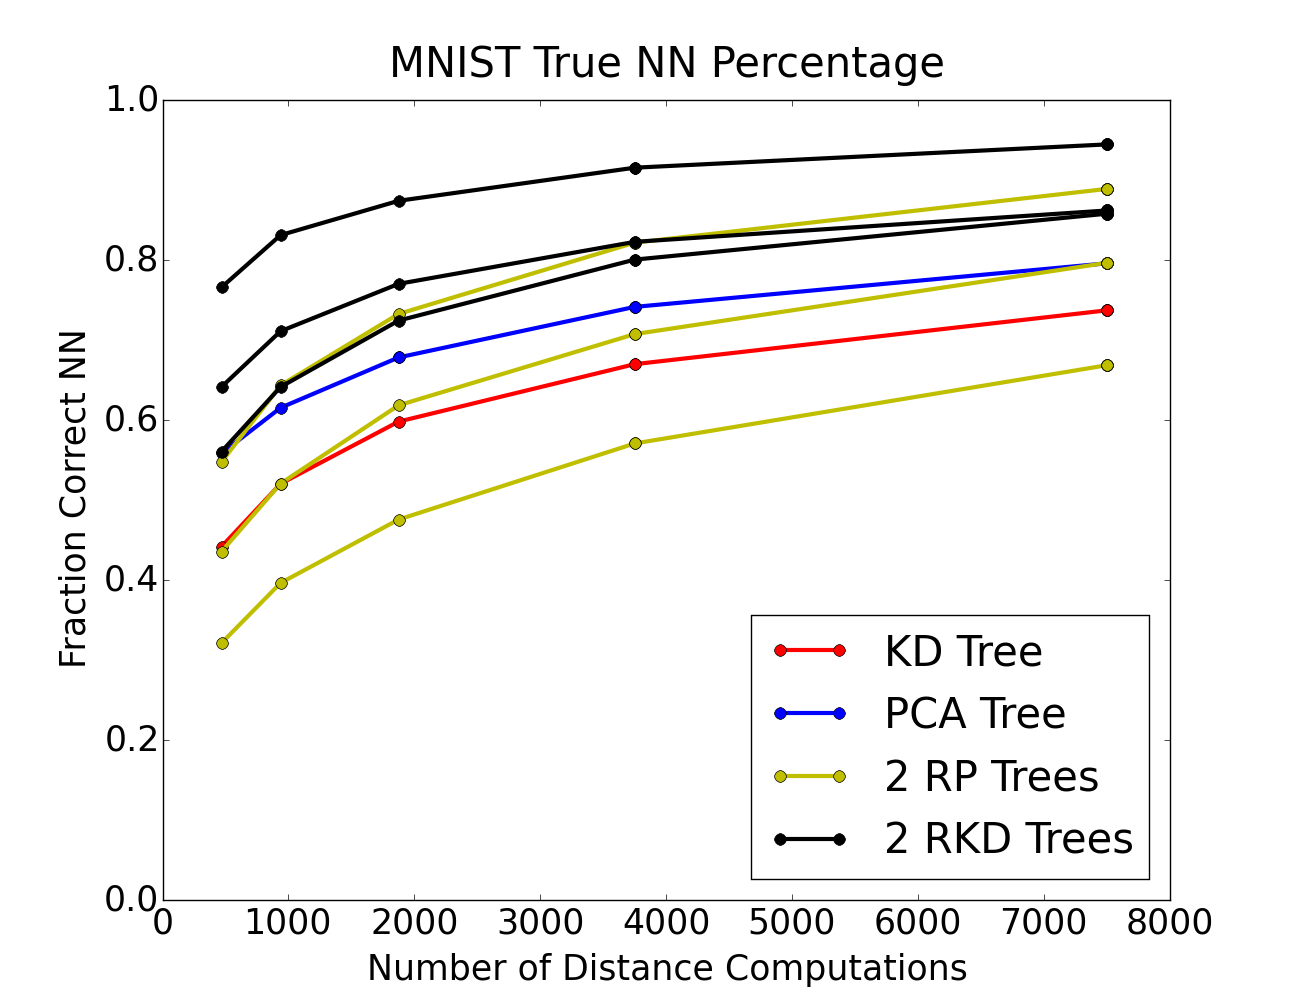 MNIST True NN Percentage
1.0
0.8
0.6
0.4
0.2
0.0
Fraction Correct NN
KD Tree
PCA Tree
2 RP Trees
2 RKD Trees
0 1000 2000 3000 4000 5000 6000 7000 8000
Number of Distance Computations